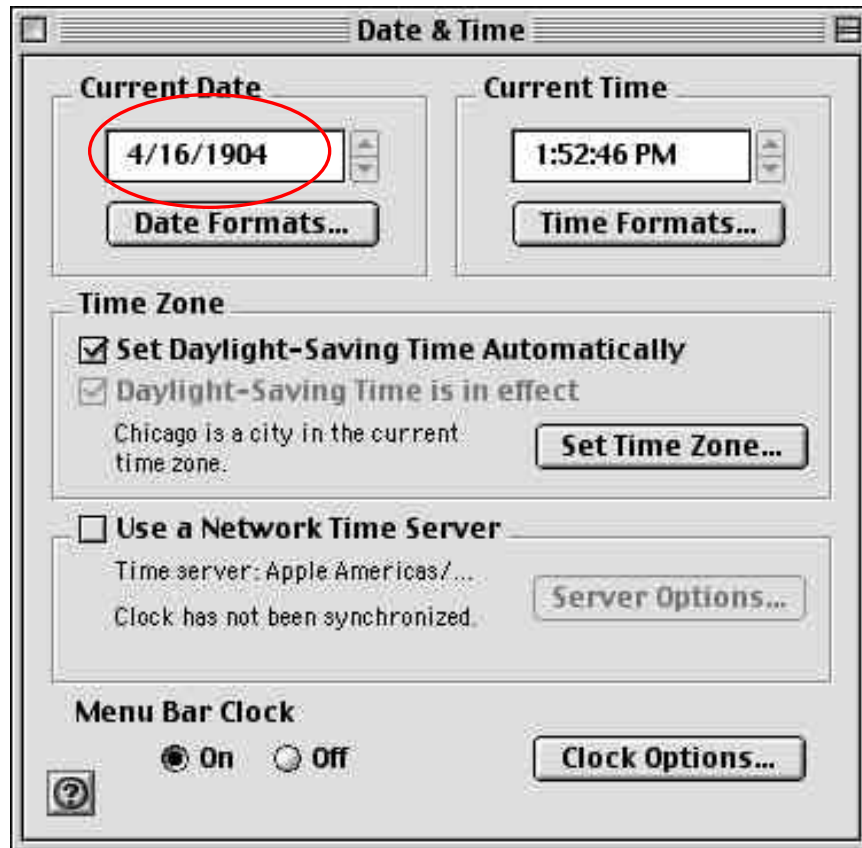 Date & Time
Current Date
Current Time
4/16/1904
1:52:46 PM
Date Formats...
Time Formats...
Time Zone
Set Daylight-Saving Time Automatically
Daylight-Saving Time is in effect
Chicago is a city in the current
time zone.
Set Time Zone...
Use a Network Time Server
Time server: Apple Americas/...
Server Options...
Clock has not been synchronized.
Menu Bar Clock
On
Off
Clock Options...
?